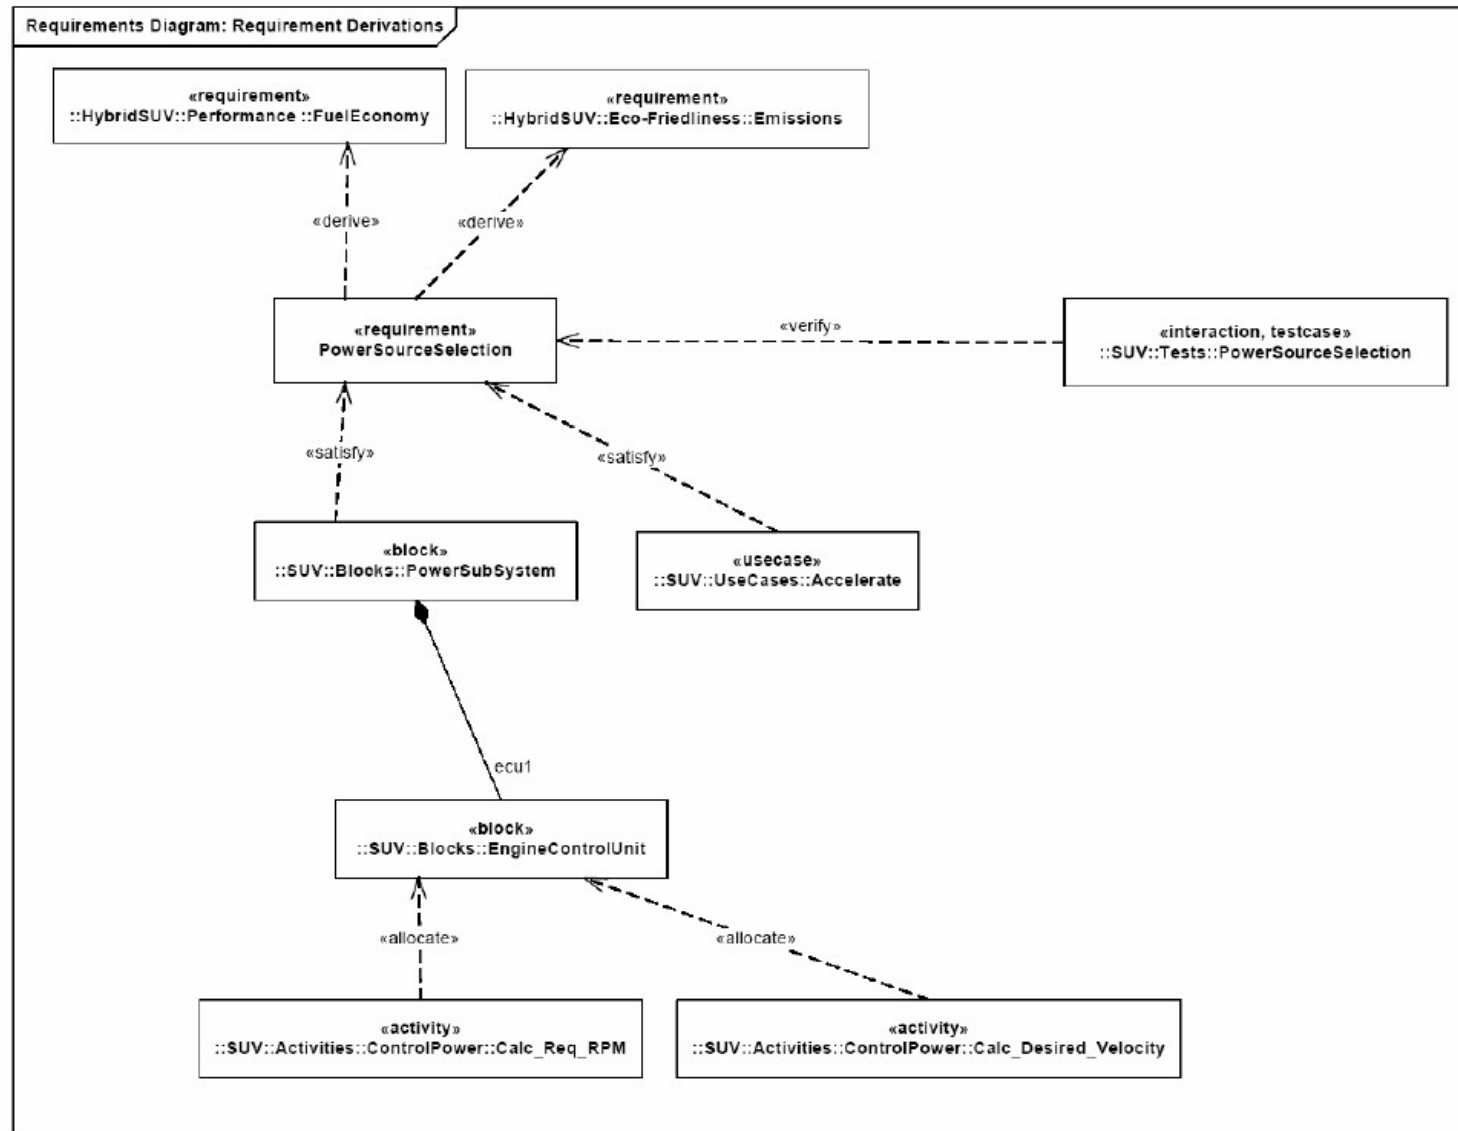 Requirements Diagram: Requirement Derivations
«requirement»
::HybridSUV::Performance ::FuelEconomy
«requirement»
::HybridSUV::Eco-Friedliness::Emissions
«derive»
«derive»
«requirement»
PowerSourceSelection
«verify»
«interaction, testcase»
::SUV::Tests::PowerSourceSelection
«satisfy»
«satisfy»
«block»
::SUV::Blocks::PowerSubSystem
«usecase»
::SUV::UseCases::Accelerate
ecu1
«block»
::SUV::Blocks::EngineControlUnit
«allocate»
«allocate»
«activity»
::SUV::Activities::ControlPower::Calc_Req_RPM
«activity»
::SUV::Activities::ControlPower::Calc_Desired_Velocity